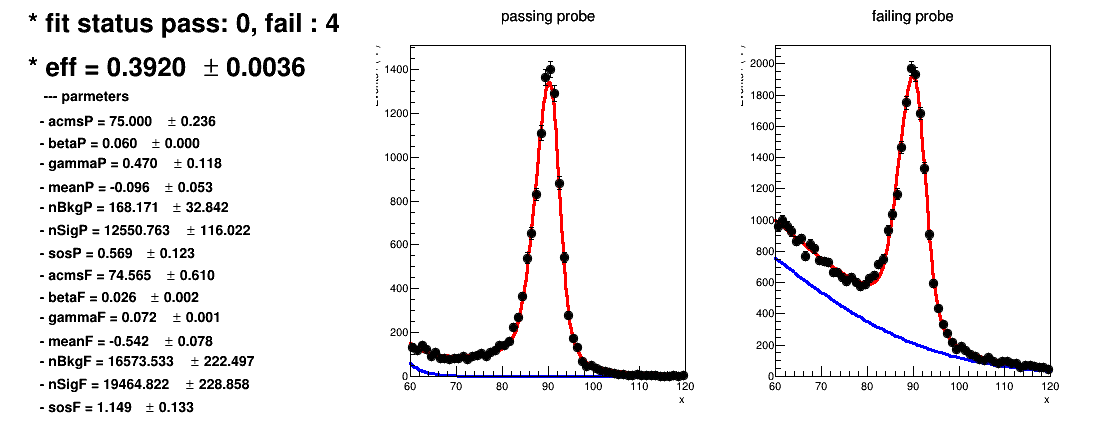 * fit status pass: 0, fail : 4
* eff = 0.3920 ± 0.0036
--- parmeters
- acmsP = 75.000 ± 0.236
- betaP = 0.060 ± 0.000
- gammaP = 0.470 ± 0.118
- meanP = -0.096 ± 0.053
- nBkgP = 168.171 ± 32.842
- nSigP = 12550.763 ± 116.022
- sosP = 0.569 ± 0.123
- acmsF = 74.565 ± 0.610
- betaF = 0.026 ± 0.002
- gammaF = 0.072 ± 0.001
- meanF = -0.542 ± 0.078
- nBkgF = 16573.533 ± 222.497
- nSigF = 19464.822 ± 228.858
- sosF = 1.149 ± 0.133
passing probe
1400
1200
1000
800
600
400
200
0
60 70 80 90 100 110 120
x
failing probe
2000
1800
1600
1400
1200
1000
800
600
400
200
0
60 70 80 90 100 110 120
x